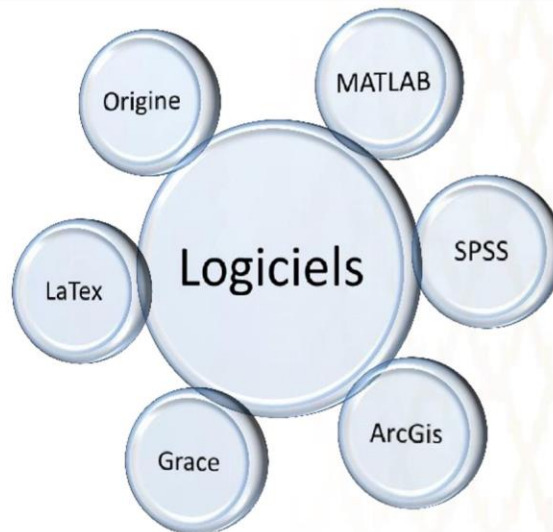 Origine
MATLAB
Logiciels
SPSS
LaTex
ArcGis
Grace